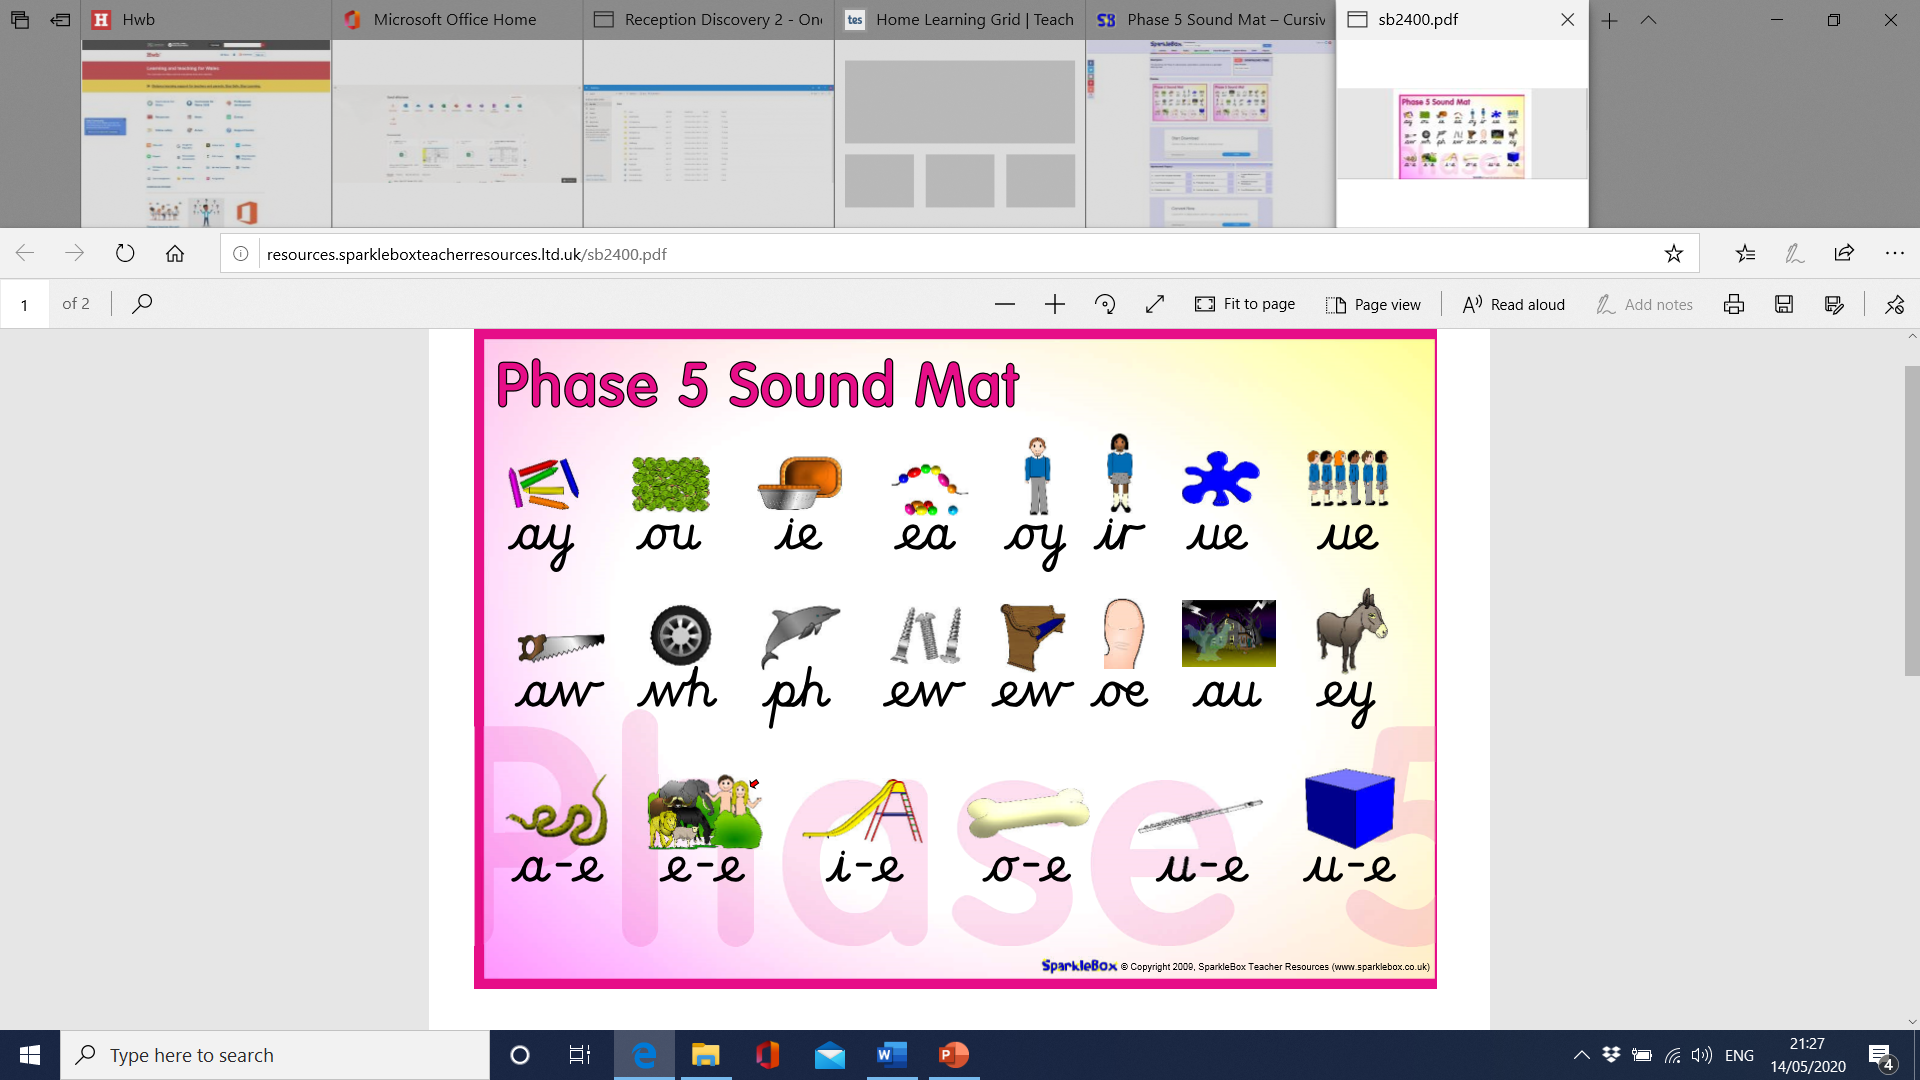 Hwb
Microsoft Office Home
Reception Discovery 2 - One
tes Home Learning Grid | Teach
SB Phase 5 Sound Mat – Cursiv
sb2400.pdf
resources.sparkleboxteacherresources.ltd.uk/sb2400.pdf
1 of 2
Fit to page
Page view
Read aloud
Add notes
Phase 5 Sound Mat
ay ou ie ea oy ir ue ue
aw wh ph ew ew oe au ey
a-e e-e i-e o-e u-e u-e
Phase 5
SparkleBox © Copyright 2009, SparkleBox Teacher Resources (www.sparklebox.co.uk)
Type here to search
ENG
21:27
14/05/2020
4